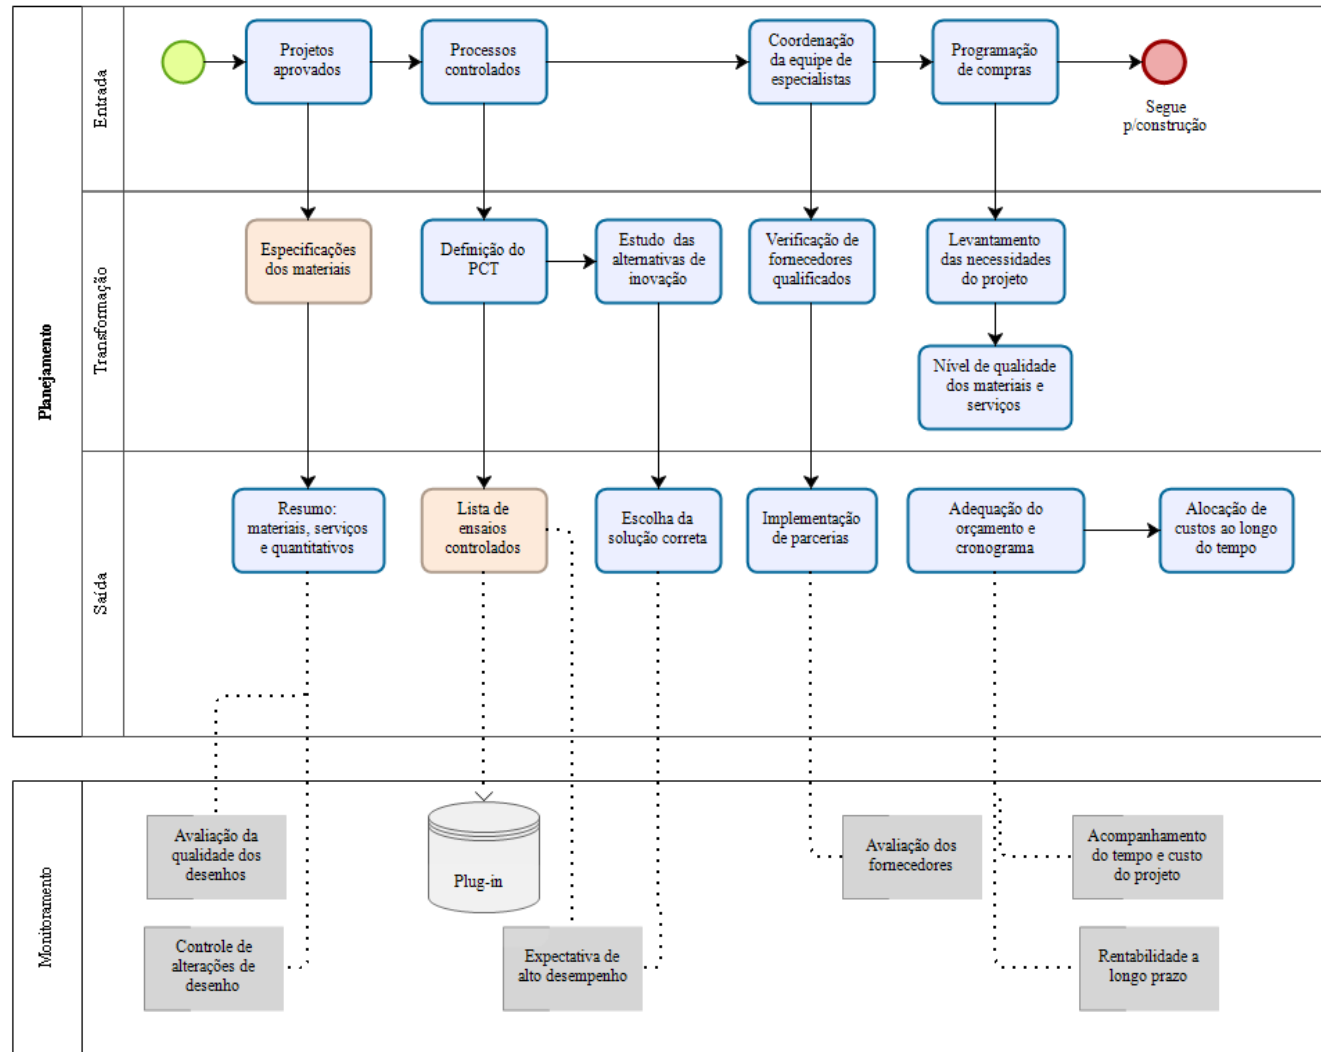 Planejamento
Entrada
Projetos
aprovados
Processos
controlados
Coordenação
da equipe de
especialistas
Programação
de compras
Segue
p/construção
Transformação
Especificações
dos materiais
Definição do
PCT
Estudo das
alternativas de
inovação
Verificação de
fornecedores
qualificados
Levantamento
das necessidades
do projeto
Nível de qualidade
dos materiais e
serviços
Saída
Resumo:
materiais, serviços
e quantitativos
Lista de
ensaios
controlados
Escolha da
solução correta
Implementação
de parcerias
Adequação do
orçamento e
cronograma
Alocação de
custos ao longo
do tempo
Monitoramento
Avaliação da
qualidade dos
desenhos
Plug-in
Avaliação dos
fornecedores
Acompanhamento
do tempo e custo
do projeto
Controle de
alterações de
desenho
Expectativa de
alto desempenho
Rentabilidade a
longo prazo